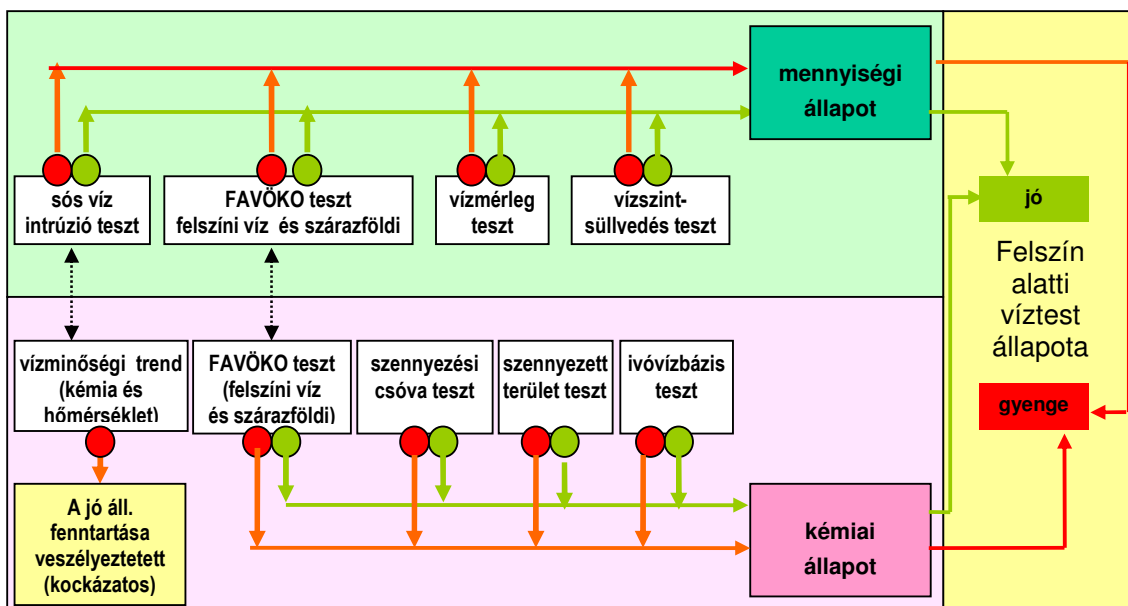 mennyiségi
állapot
sós víz
intrúzió teszt
FAVÖKO teszt
felszíni víz és szárazföldi
vízmérleg
teszt
vízszint-
süllyedés teszt
jó
Felszín
alatti
víztest
állapota
gyenge
vízminőségi trend
(kémia és
hőmérséklet)
FAVÖKO teszt
(felszíni víz
és szárazföldi)
szennyezési
csóva teszt
szennyezett
terület teszt
ivóvízbázis
teszt
A jó áll.
fenntartása
veszélyeztetett
(kockázatos)
kémiai
állapot